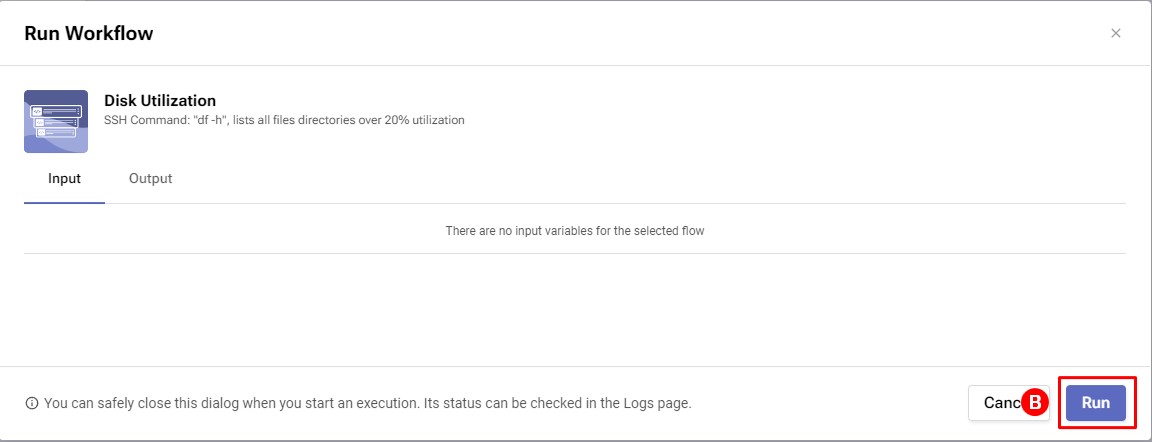 Run Workflow
Disk Utilization
SSH Command: "df -h", lists all files directories over 20% utilization
Input Output
There are no input variables for the selected flow
You can safely close this dialog when you start an execution. Its status can be checked in the Logs page.
Canc B Run